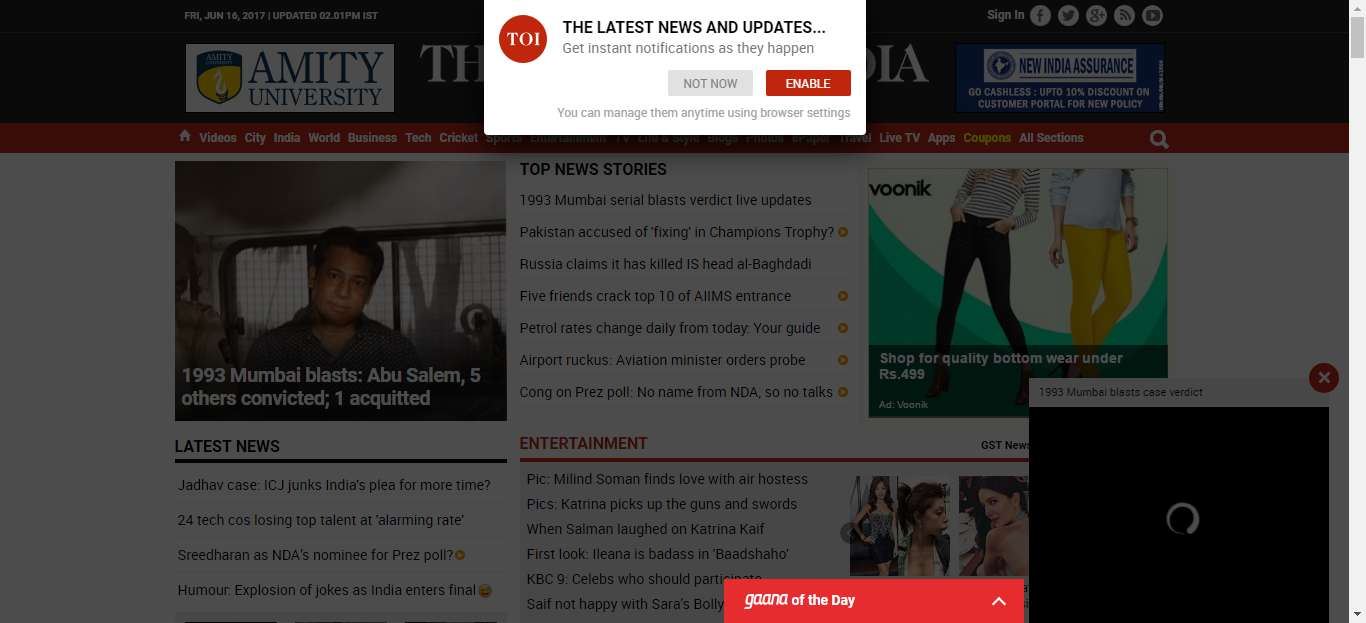 FRI, JUN 16, 2017 | UPDATED 02.01PM IST
Sign In
TOI
THE LATEST NEWS AND UPDATES...
Get instant notifications as they happen
NOT NOW
ENABLE
You can manage them anytime using browser settings
AMITY
UNIVERSITY
AMITY
UNIVERSITY
TH
DIA
NEW INDIA ASSURANCE
GO CASHLESS : UPTO 10% DISCOUNT ON
CUSTOMER PORTAL FOR NEW POLICY
Videos City India World Business Tech Cricket Sports Entertainment TV Life & Style Blogs Photos ePaper Travel Live TV Apps Coupons All Sections
1993 Mumbai blasts: Abu Salem, 5
others convicted; 1 acquitted
TOP NEWS STORIES
1993 Mumbai serial blasts verdict live updates
Pakistan accused of 'fixing' in Champions Trophy?
Russia claims it has killed IS head al-Baghdadi
Five friends crack top 10 of AIIMS entrance
Petrol rates change daily from today: Your guide
Airport ruckus: Aviation minister orders probe
Cong on Prez poll: No name from NDA, so no talks
voonik
Shop for quality bottom wear under
Rs.499
Ad: Voonik
1993 Mumbai blasts case verdict
LATEST NEWS
Jadhav case: ICJ junks India's plea for more time?
24 tech cos losing top talent at 'alarming rate'
Sreedharan as NDA's nominee for Prez poll?
Humour: Explosion of jokes as India enters final
ENTERTAINMENT
GST News
Pic: Milind Soman finds love with air hostess
Pics: Katrina picks up the guns and swords
When Salman laughed on Katrina Kaif
First look: Ileana is badass in 'Baadshaho'
KBC 9: Celebs who should participate
Saif not happy with Sara's Bolly
gaana of the Day